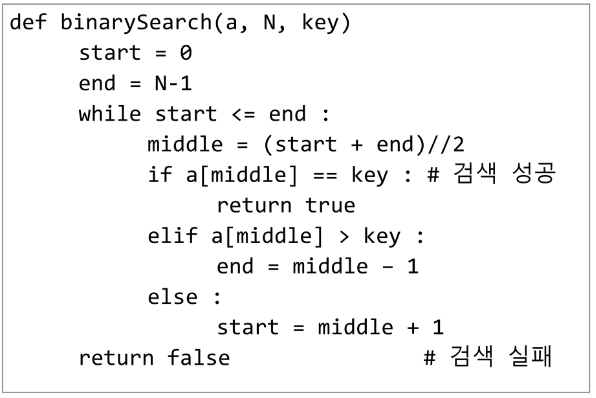 def binarySearch(a, N, key)
start = 0
end = N-1
while start <= end :
middle = (start + end)//2
if a[middle] == key : # 검색 성공
return true
elif a[middle] > key :
end = middle – 1
else :
start = middle + 1
return false # 검색 실패